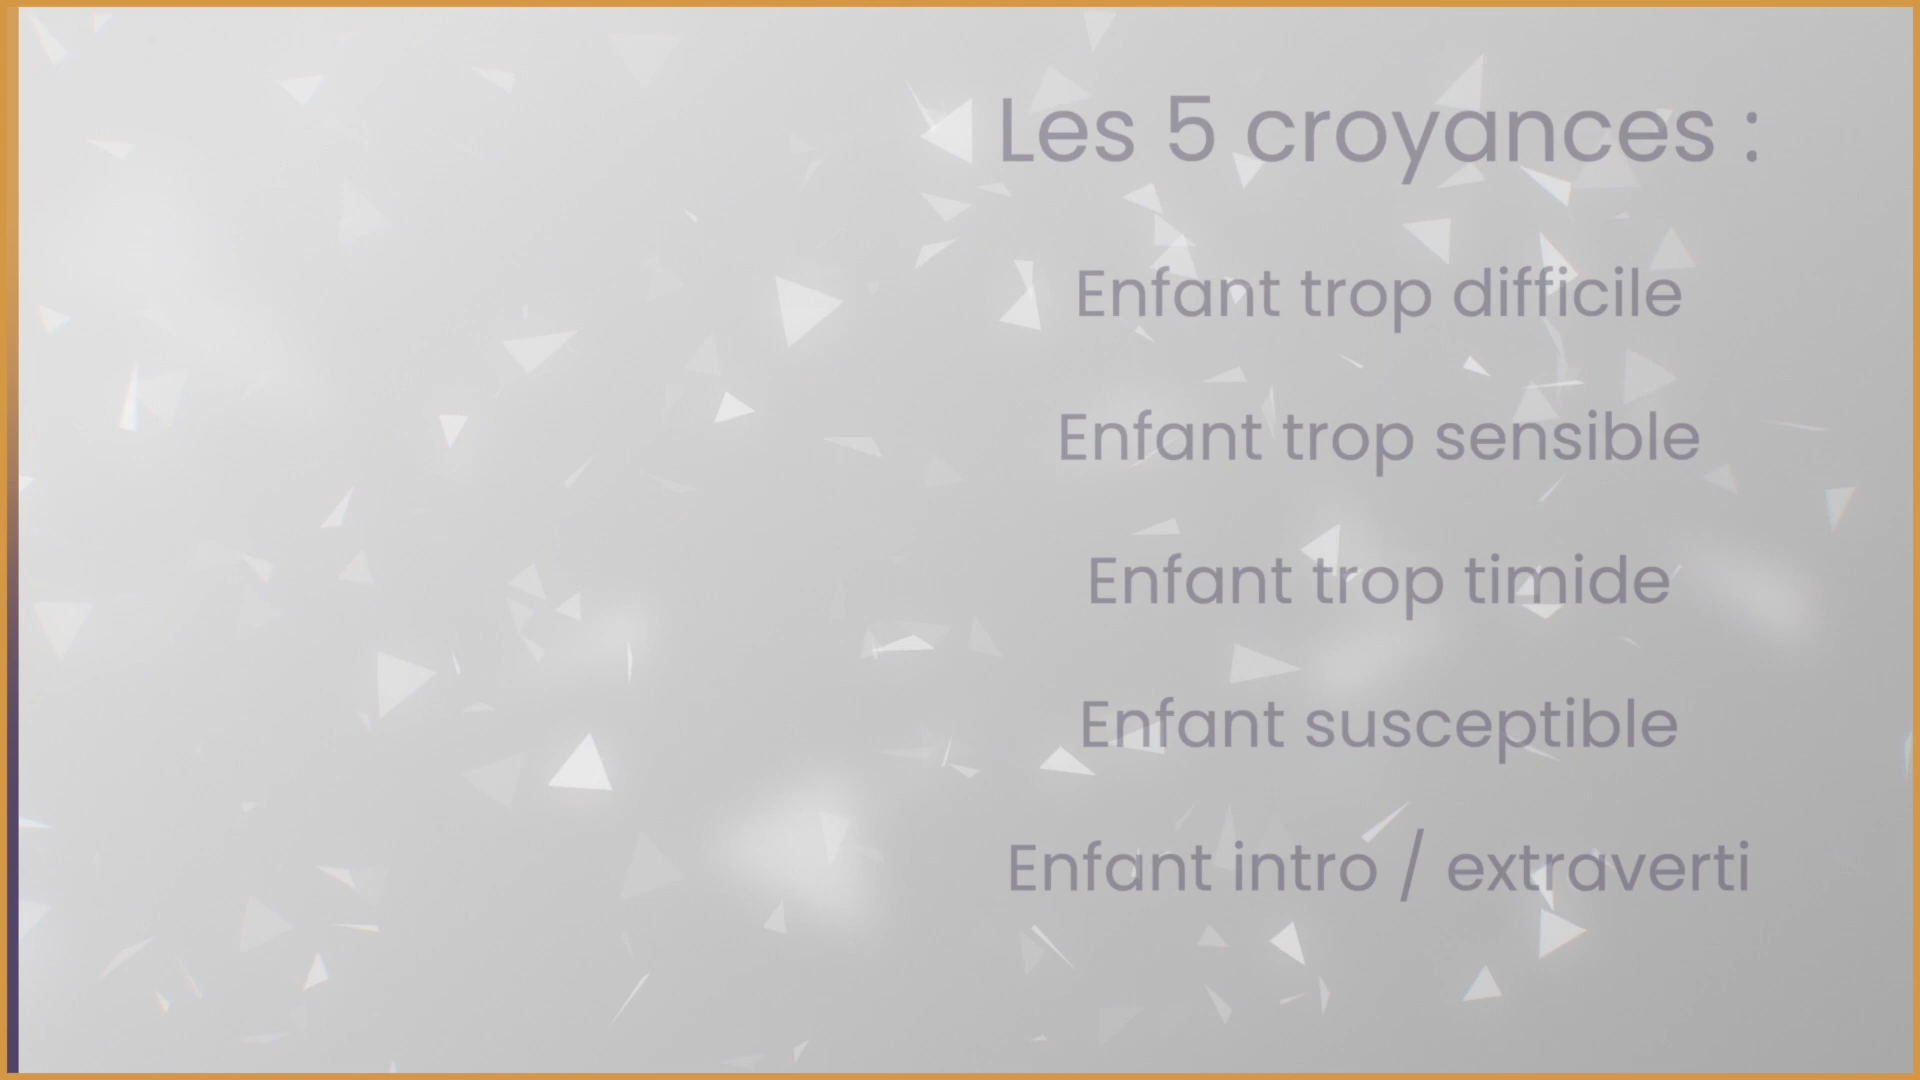 Les 5 croyances :
Enfant trop difficile
Enfant trop sensible
Enfant trop timide
Enfant susceptible
Enfant intro / extraverti